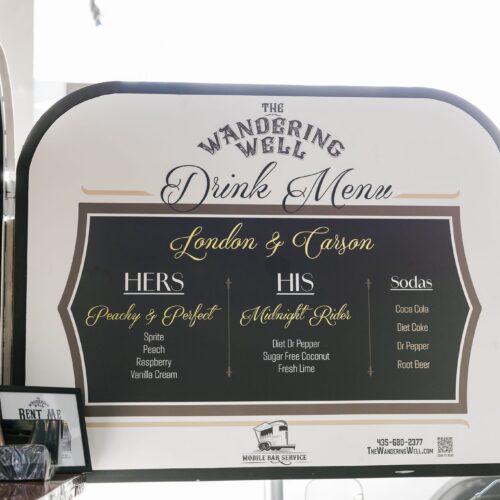 THE
WANDERING
WELL
Drink Menu
London & Carson
HERS
Peachy & Perfect
Sprite
Peach
Raspberry
Vanilla Cream
HIS
Midnight Rider
Diet Dr Pepper
Sugar Free Coconut
Fresh Lime
Sodas
Coca Cola
Diet Coke
Dr Pepper
Root Beer
RENT ME
MOBILE BAR SERVICE
435-680-2377
THEWANDERINGWELL.COM